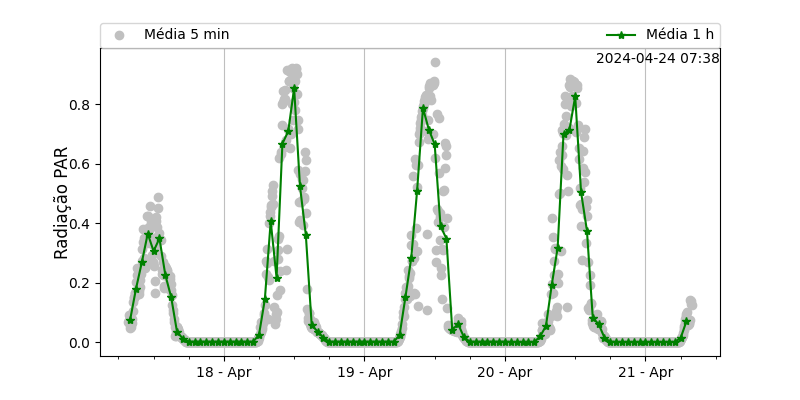 Média 5 min
Média 1 h
2024-04-24 07:38
Radiação PAR
0.8
0.6
0.4
0.2
0.0
18 - Apr
19 - Apr
20 - Apr
21 - Apr